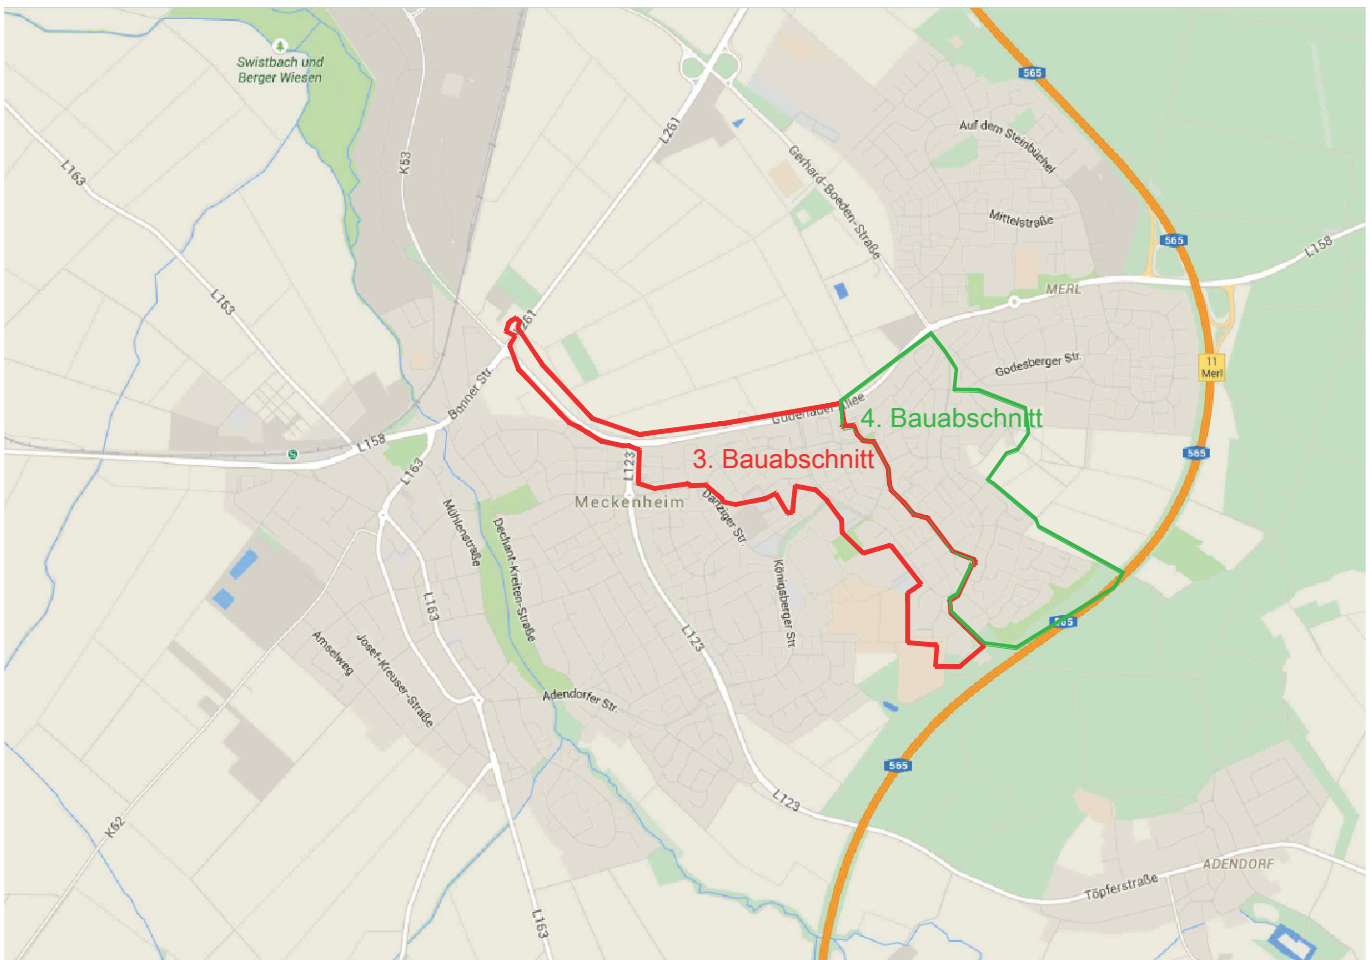 Swistbach und
Berger Wiesen
565
Auf dem Steinbüchel
L261
K53
L163
Gerhard-Boeden-Straße
Mittelstraße
565
L158
MERL
L163
L261
11
Merl
Godesberger Str.
Bonner Str.
Gudenauer Allee
4. Bauabschnitt
L158
S
3. Bauabschnitt
565
L163
L123
Meckenheim
Danziger Str.
Mühlenstraße
Dechant-Kreiten-Straße
Königsberger Str.
L163
565
L123
Amselweg
Josef-Kreuser-Straße
Adendorfer Str.
565
L123
K62
ADENDORF
Töpferstraße
L163